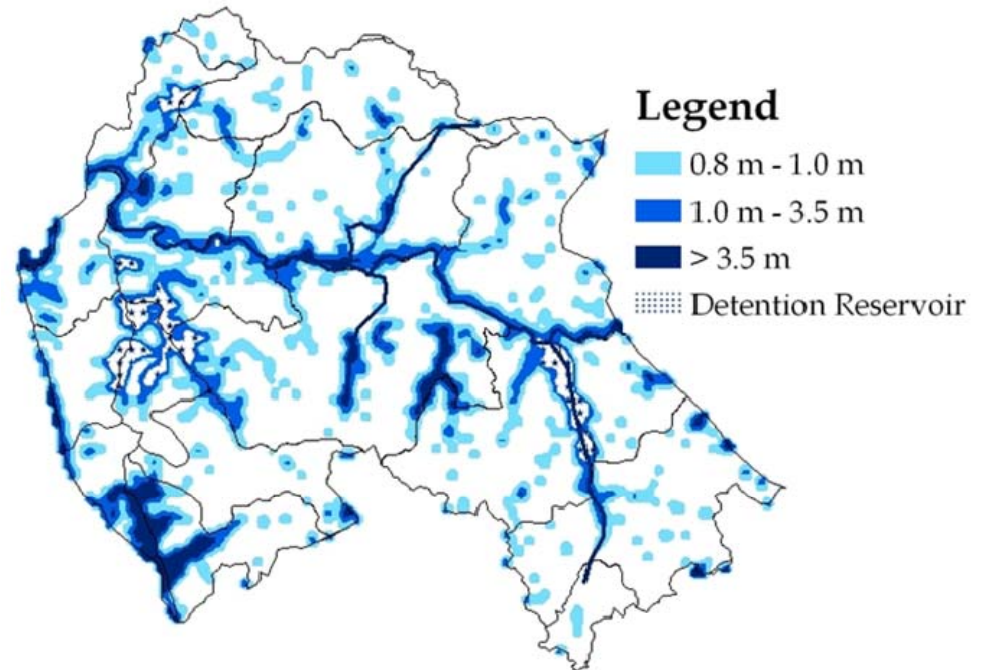 Legend
0.8 m - 1.0 m
1.0 m - 3.5 m
> 3.5 m
Detention Reservoir